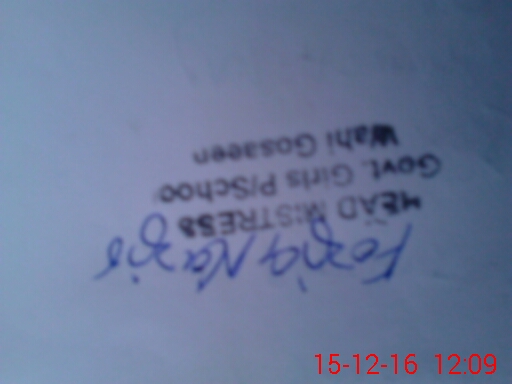 Fozia Nazir
HEAD MISTRESS
Govt. Girls P/School
Wahi Gosaeen
15-12-16 12:09